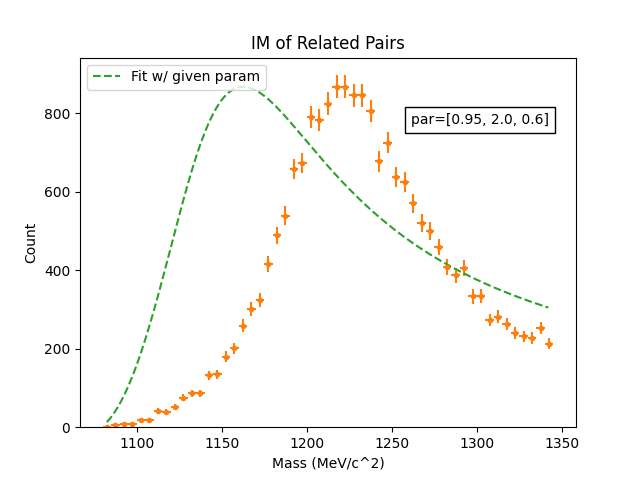 IM of Related Pairs
Fit w/ given param
par=[0.95, 2.0, 0.6]
Count
800
600
400
200
0
1100 1150 1200 1250 1300 1350
Mass (MeV/c^2)